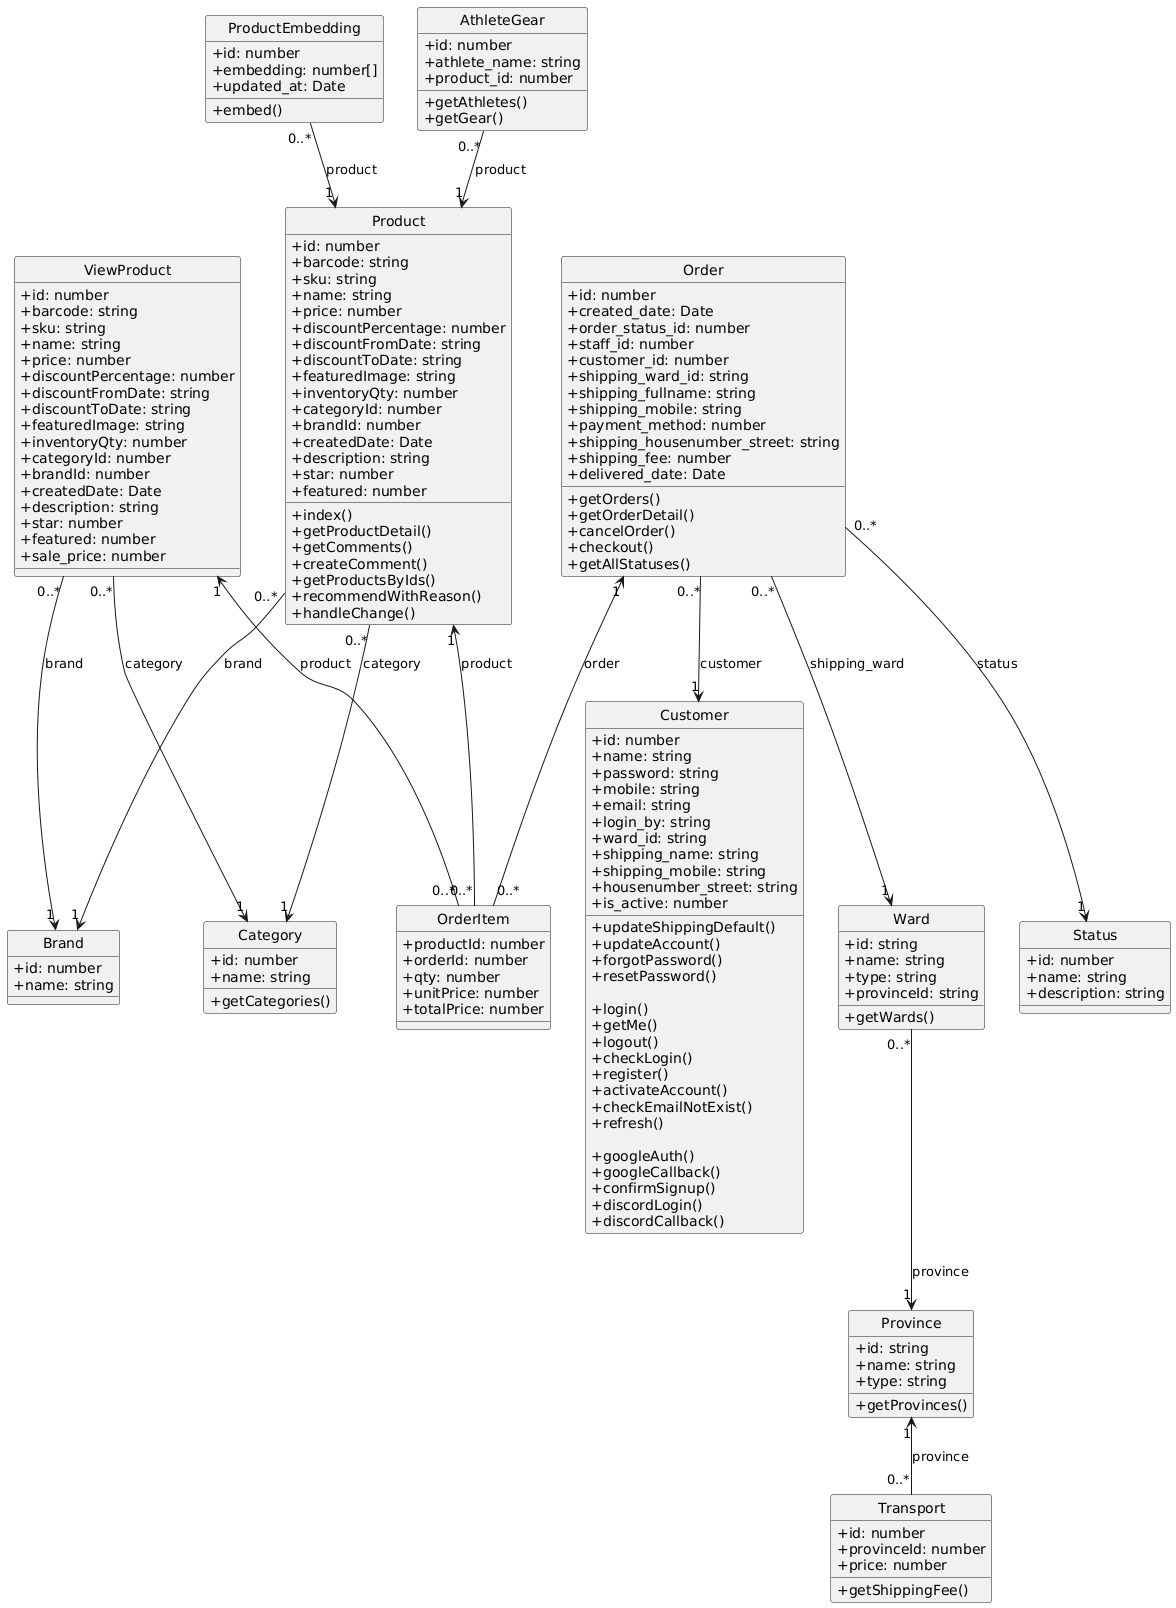 ProductEmbedding
+id: number
+embedding: number[]
+updated_at: Date
+embed()
AthleteGear
+id: number
+athlete_name: string
+product_id: number
+getAthletes()
+getGear()
0..*
product
1
0..*
product
1
ViewProduct
+id: number
+barcode: string
+sku: string
+name: string
+price: number
+discountPercentage: number
+discountFromDate: string
+discountToDate: string
+featuredImage: string
+inventoryQty: number
+categoryId: number
+brandId: number
+createdDate: Date
+description: string
+star: number
+featured: number
+sale_price: number
Product
+id: number
+barcode: string
+sku: string
+name: string
+price: number
+discountPercentage: number
+discountFromDate: string
+discountToDate: string
+featuredImage: string
+inventoryQty: number
+categoryId: number
+brandId: number
+createdDate: Date
+description: string
+star: number
+featured: number
+index()
+getProductDetail()
+getComments()
+createComment()
+getProductsByIds()
+recommendWithReason()
+handleChange()
Order
+id: number
+created_date: Date
+order_status_id: number
+staff_id: number
+customer_id: number
+shipping_ward_id: string
+shipping_fullname: string
+shipping_mobile: string
+payment_method: number
+shipping_housenumber_street: string
+shipping_fee: number
+delivered_date: Date
+getOrders()
+getOrderDetail()
+cancelOrder()
+checkout()
+getAllStatuses()
0..*
brand
1
0..*
category
1
1
product
0..*
0..*
brand
1
0..*
category
1
1
product
0..*
1
order
0..*
0..*
customer
1
0..*
shipping_ward
1
0..*
status
1
Brand
+id: number
+name: string
Category
+id: number
+name: string
+getCategories()
OrderItem
+productId: number
+orderId: number
+qty: number
+unitPrice: number
+totalPrice: number
Customer
+id: number
+name: string
+password: string
+mobile: string
+email: string
+login_by: string
+ward_id: string
+shipping_name: string
+shipping_mobile: string
+housenumber_street: string
+is_active: number
+updateShippingDefault()
+updateAccount()
+forgotPassword()
+resetPassword()
+login()
+getMe()
+logout()
+checkLogin()
+register()
+activateAccount()
+checkEmailNotExist()
+refresh()
+googleAuth()
+googleCallback()
+confirmSignup()
+discordLogin()
+discordCallback()
Ward
+id: string
+name: string
+type: string
+provinceId: string
+getWards()
Status
+id: number
+name: string
+description: string
0..*
province
1
Province
+id: string
+name: string
+type: string
+getProvinces()
1
province
0..*
Transport
+id: number
+provinceId: number
+price: number
+getShippingFee()